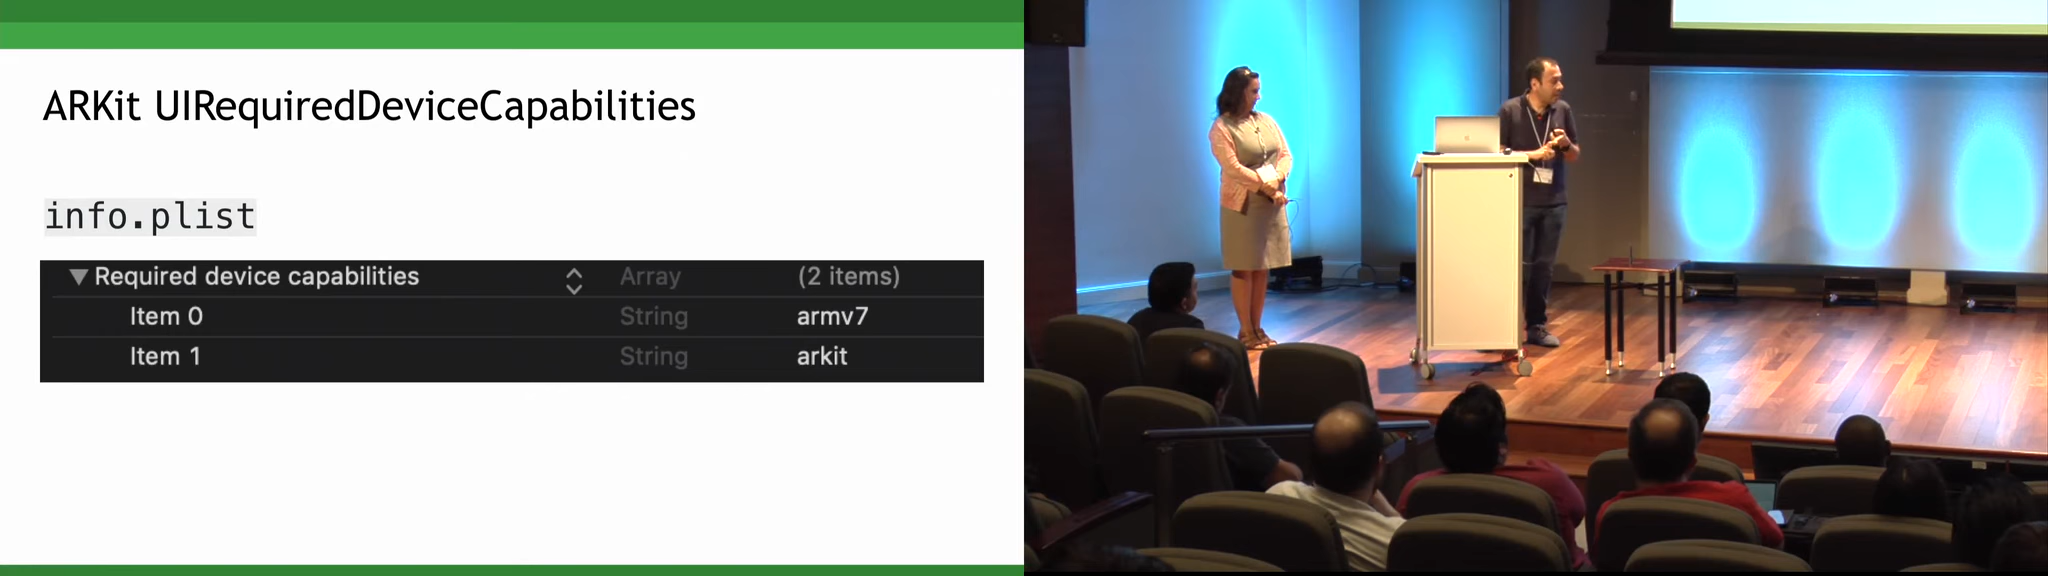 ARKit UIRequiredDeviceCapabilities
info.plist
Required device capabilities Array (2 items)
Item 0 String armv7
Item 1 String arkit